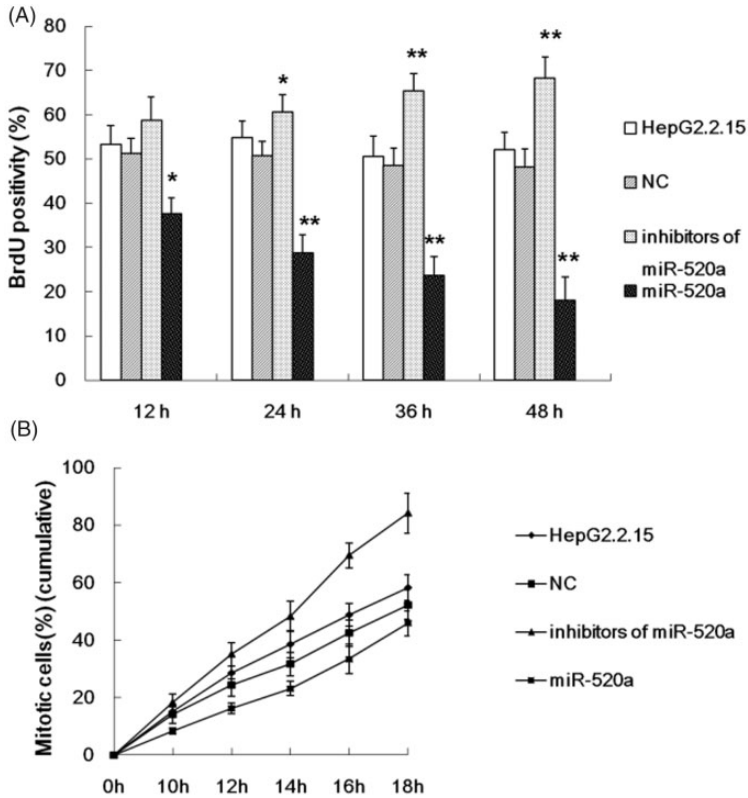 (A)
80
70
60
50
40
30
20
10
0
BrdU positivity (%)
*
*
**
**
**
**
**
12 h
24 h
36 h
48 h
HepG2.2.15
NC
inhibitors of
miR-520a
miR-520a
(B)
100
80
60
40
20
0
Mitotic cells(%) (cumulative)
0h
10h
12h
14h
16h
18h
HepG2.2.15
NC
inhibitors of miR-520a
miR-520a